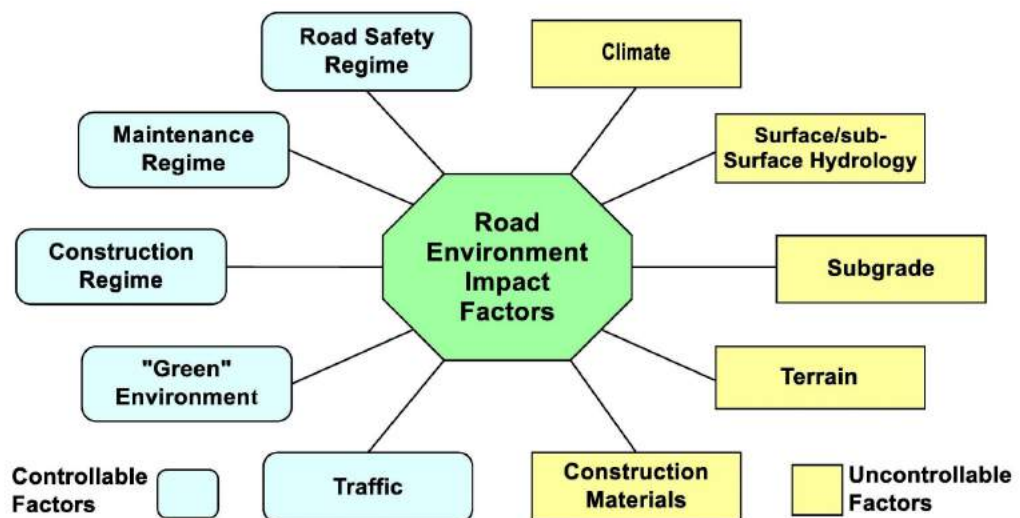 Road Safety
Regime
Climate
Maintenance
Regime
Surface/sub-
Surface Hydrology
Road
Environment
Impact
Factors
Construction
Regime
Subgrade
"Green"
Environment
Terrain
Traffic
Construction
Materials
Controllable
Factors
Uncontrollable
Factors